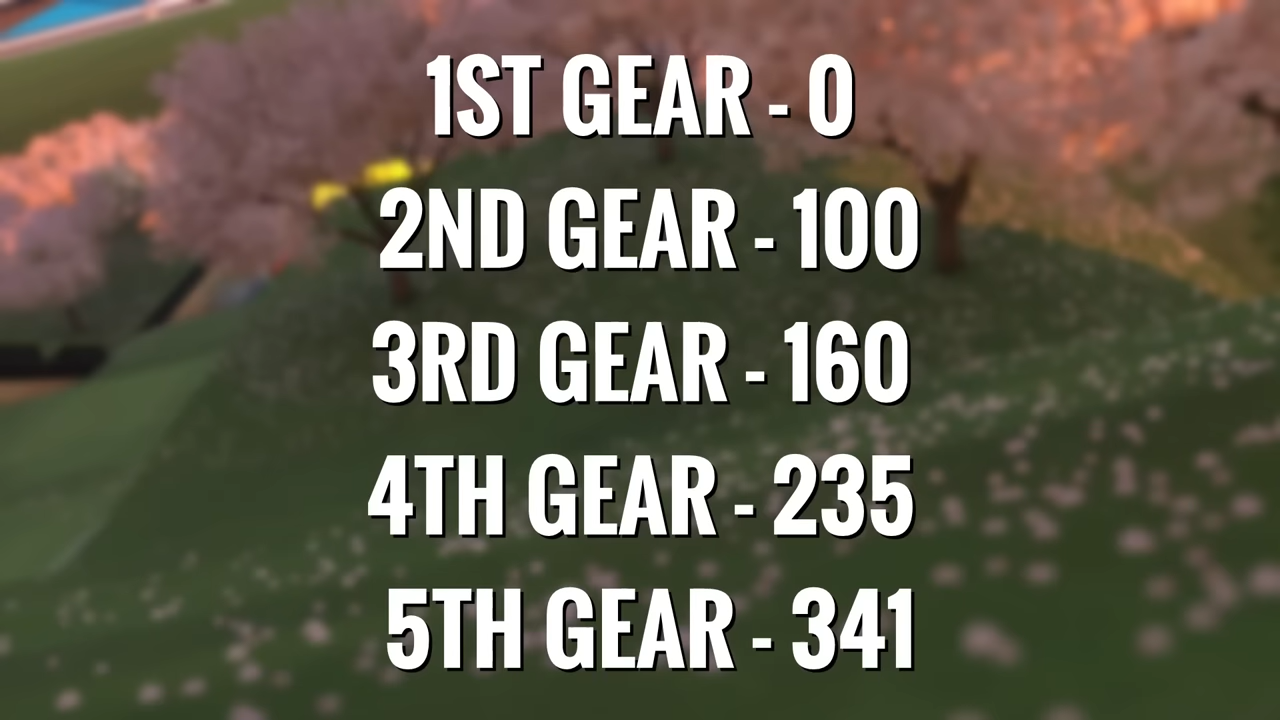 1ST GEAR - 0
2ND GEAR - 100
3RD GEAR - 160
4TH GEAR - 235
5TH GEAR - 341